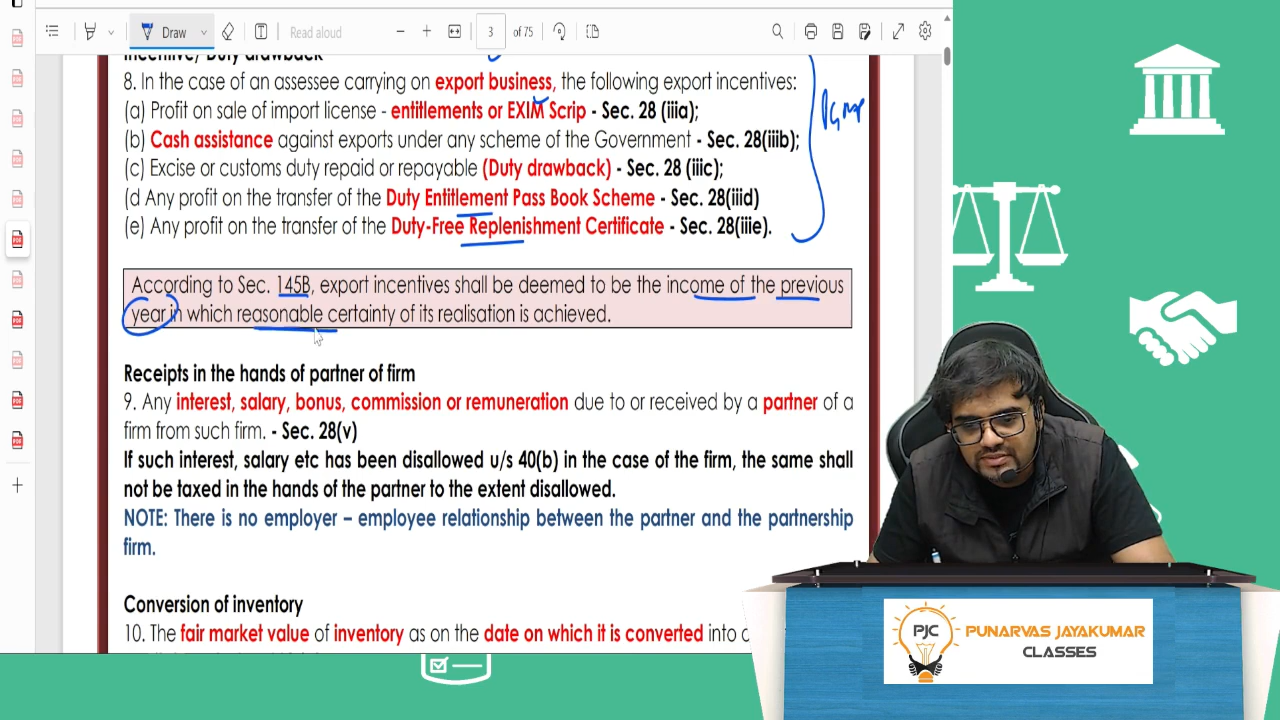 Draw
Read aloud
3 of 75
Incentive/ Duty drawback
8. In the case of an assessee carrying on export business, the following export incentives:
(a) Profit on sale of import license - entitlements or EXIM Scrip - Sec. 28 (iiia);
(b) Cash assistance against exports under any scheme of the Government - Sec. 28(iiib);
(c) Excise or customs duty repaid or repayable (Duty drawback) - Sec. 28 (iiic);
(d Any profit on the transfer of the Duty Entitlement Pass Book Scheme - Sec. 28(iiid)
(e) Any profit on the transfer of the Duty-Free Replenishment Certificate - Sec. 28(iiie).
According to Sec. 145B, export incentives shall be deemed to be the income of the previous
year in which reasonable certainty of its realisation is achieved.
Receipts in the hands of partner of firm
9. Any interest, salary, bonus, commission or remuneration due to or received by a partner of a
firm from such firm. - Sec. 28(v)
If such interest, salary etc has been disallowed u/s 40(b) in the case of the firm, the same shall
not be taxed in the hands of the partner to the extent disallowed.
NOTE: There is no employer – employee relationship between the partner and the partnership
firm.
Conversion of inventory
10. The fair market value of inventory as on the date on which it is converted into
PJC
PUNARVAS JAYAKUMAR
CLASSES